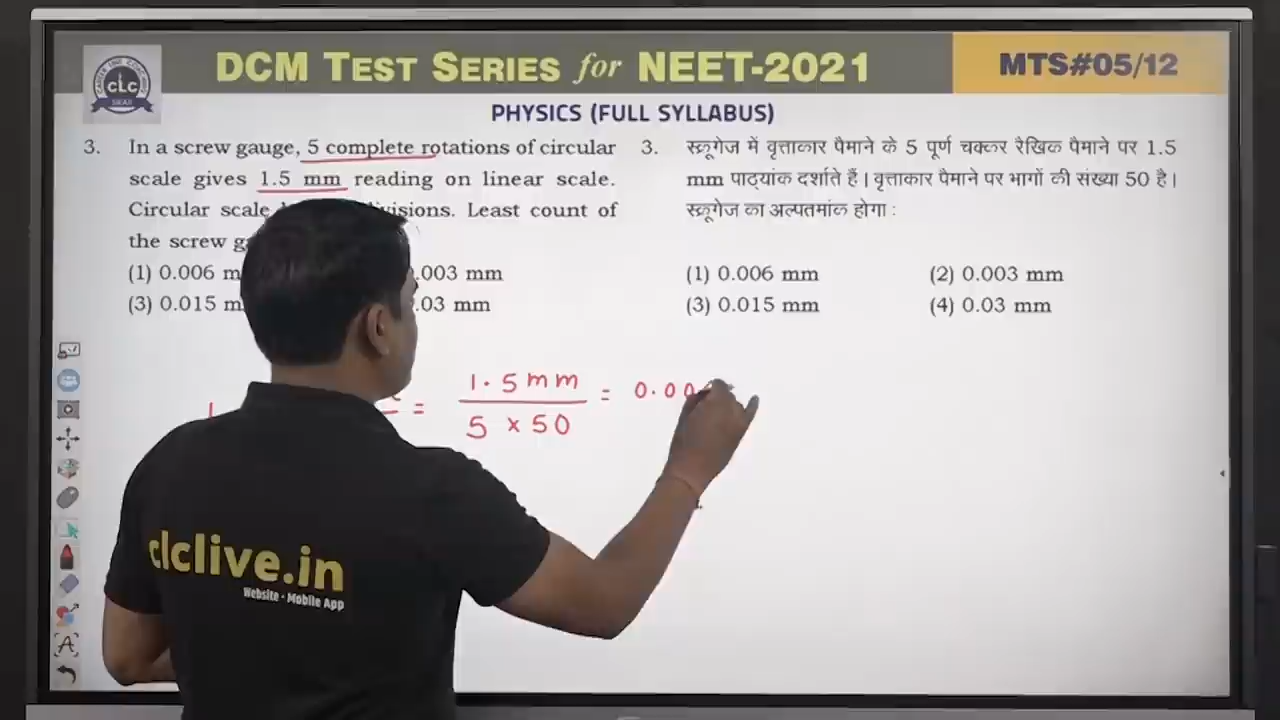 DCM TEST SERIES for NEET-2021
MTS#05/12
CLC
SIKAR
PHYSICS (FULL SYLLABUS)
3. In a screw gauge, 5 complete rotations of circular
scale gives 1.5 mm reading on linear scale.
Circular scale divisions. Least count of
the screw
(1) 0.006 .003 mm
(3) 0.015 .03 mm
3. स्क्रूगेज में वृत्ताकार पैमाने के 5 पूर्ण चक्कर रैखिक पैमाने पर 1.5
mm पाठ्यांक दर्शाते हैं। वृत्ताकार पैमाने पर भागों की संख्या 50 है।
स्क्रूगेज का अल्पतमांक होगा :
(1) 0.006 mm (2) 0.003 mm
(3) 0.015 mm (4) 0.03 mm
= 1.5 mm = 0.00
5 x 50
A
clclive.in
Website • Mobile App